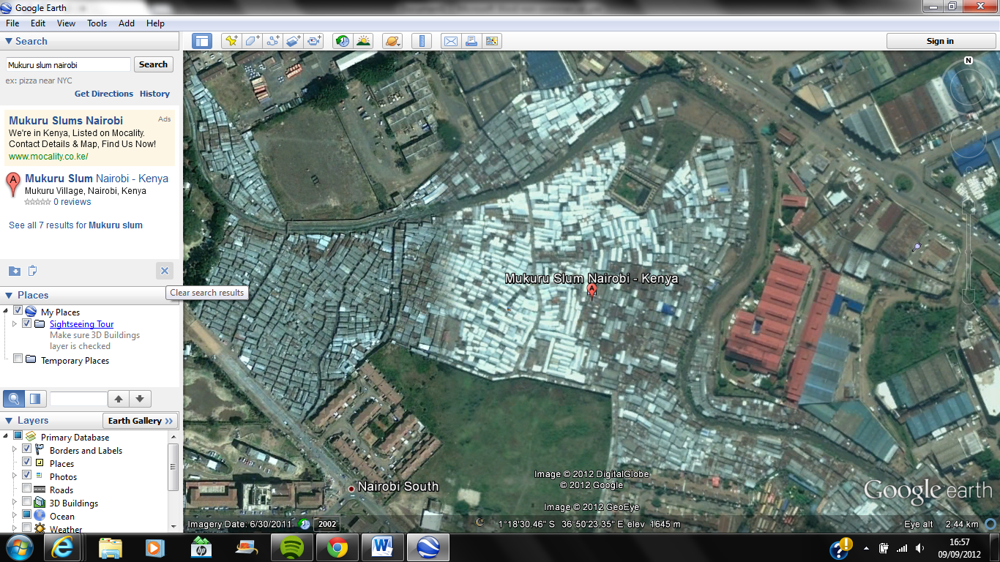 Google Earth
File Edit View Tools Add Help
Search
Sign in
Mukuru slum nairobi
Search
ex: pizza near NYC
Get Directions History
Mukuru Slums Nairobi
Ads
We're in Kenya, Listed on Mocality.
Contact Details & Map, Find Us Now!
www.mocality.co.ke/
A
Mukuru Slum Nairobi - Kenya
Mukuru Village, Nairobi, Kenya
0 reviews
See all 7 results for Mukuru slum
Clear search results
Places
My Places
Sightseeing Tour
Make sure 3D Buildings
layer is checked
Temporary Places
Layers
Earth Gallery >>
Primary Database
Borders and Labels
Places
Photos
Roads
3D Buildings
Ocean
Weather
N
Mukuru Slum Nairobi - Kenya
A
Nairobi South
Image © 2012 DigitalGlobe
© 2012 Google
Image © 2012 GeoEye
Google earth
Imagery Date: 6/30/2011
2002
1°18'30.46" S 36°50'23.35" E elev 1645 m
Eye alt 2.44 km
hp
W
16:57
09/09/2012